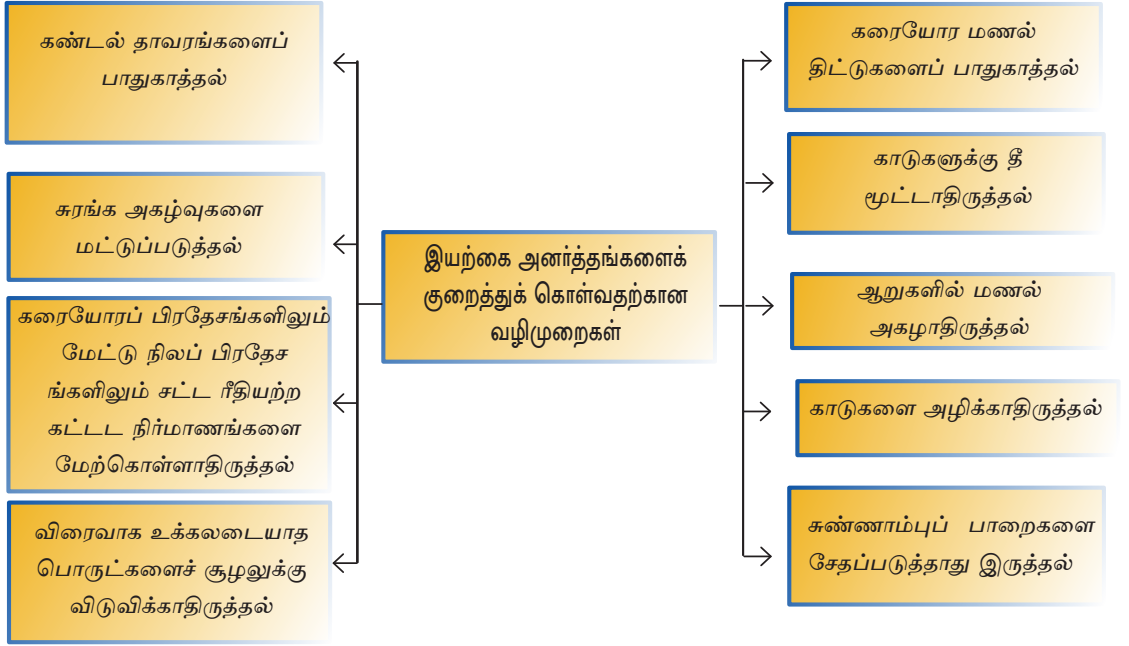 கண்டல் தாவரங்களைப்
பாதுகாத்தல்
சுரங்க அகழ்வுகளை
மட்டுப்படுத்தல்
கரையோரப் பிரதேசங்களிலும்
மேட்டு நிலப் பிரதேச
ங்களிலும் சட்ட ரீதியற்ற
கட்டட நிர்மாணங்களை
மேற்கொள்ளாதிருத்தல்
விரைவாக உக்கலடையாத
பொருட்களைச் சூழலுக்கு
விடுவிக்காதிருத்தல்
இயற்கை அனர்த்தங்களைக்
குறைத்துக் கொள்வதற்கான
வழிமுறைகள்
கரையோர மணல்
திட்டுகளைப் பாதுகாத்தல்
காடுகளுக்கு தீ
மூட்டாதிருத்தல்
ஆறுகளில் மணல்
அகழாதிருத்தல்
காடுகளை அழிக்காதிருத்தல்
சுண்ணாம்புப் பாறைகளை
சேதப்படுத்தாது இருத்தல்